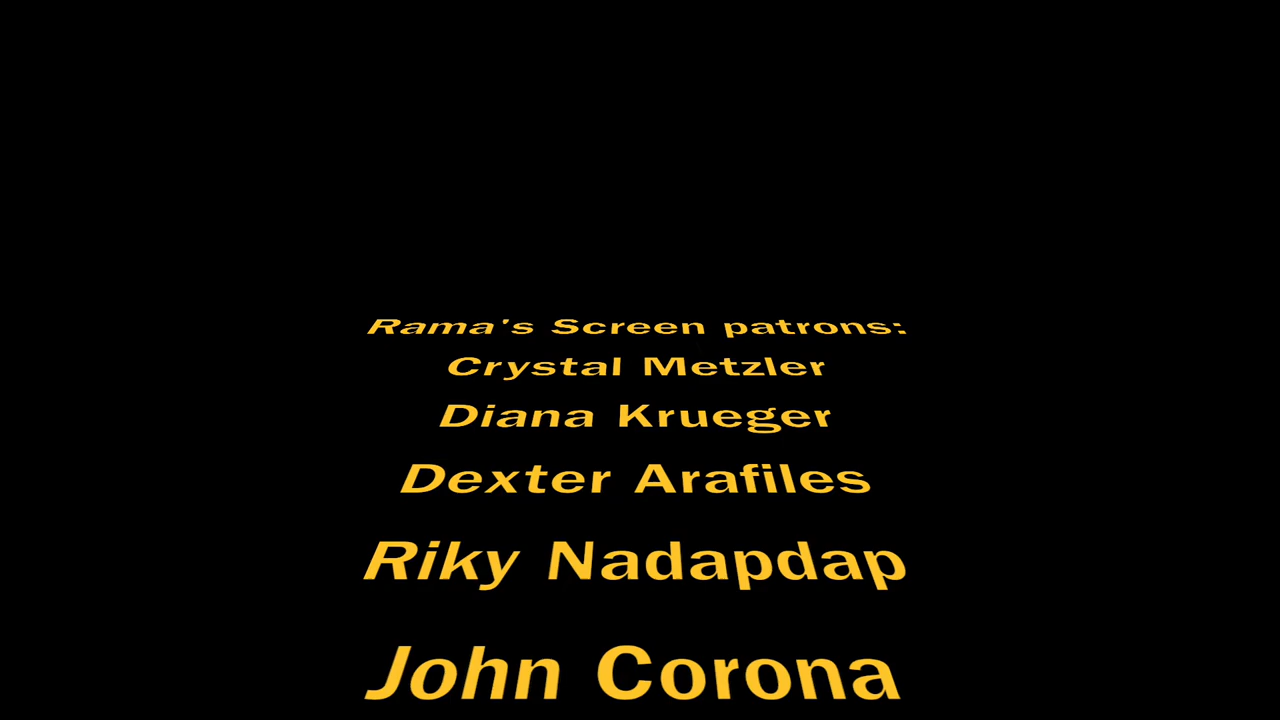 Rama's Screen patrons:
Crystal Metzler
Diana Krueger
Dexter Arafiles
Riky Nadapdap
John Corona